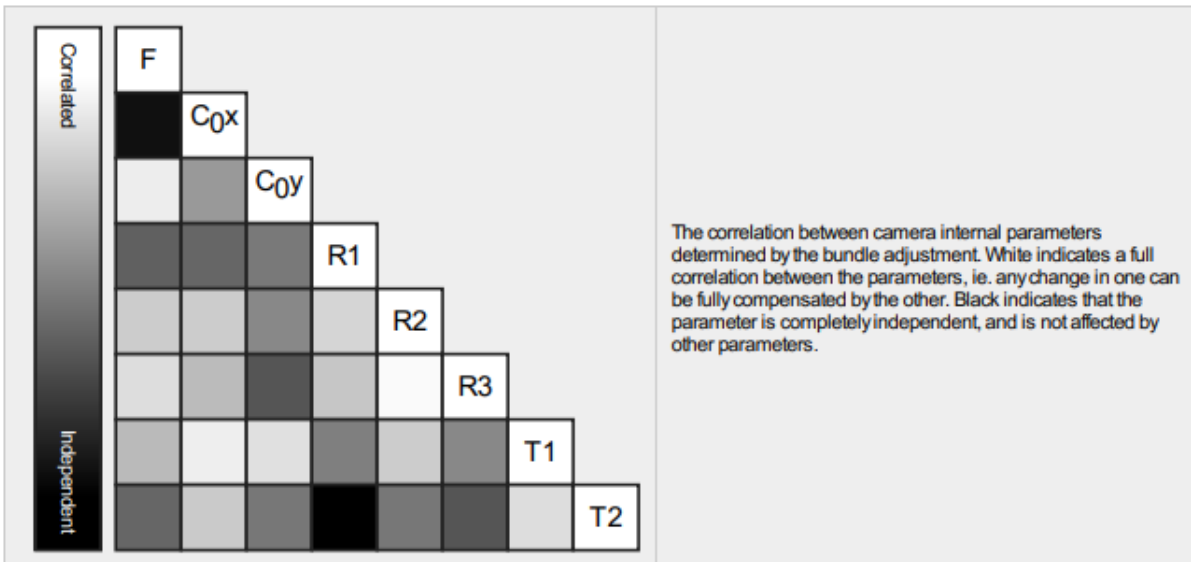 Correlated
Independent
F
C0x
C0y
R1
R2
R3
T1
T2
The correlation between camera internal parameters
determined by the bundle adjustment. White indicates a full
correlation between the parameters, ie. any change in one can
be fully compensated by the other. Black indicates that the
parameter is completely independent, and is not affected by
other parameters.